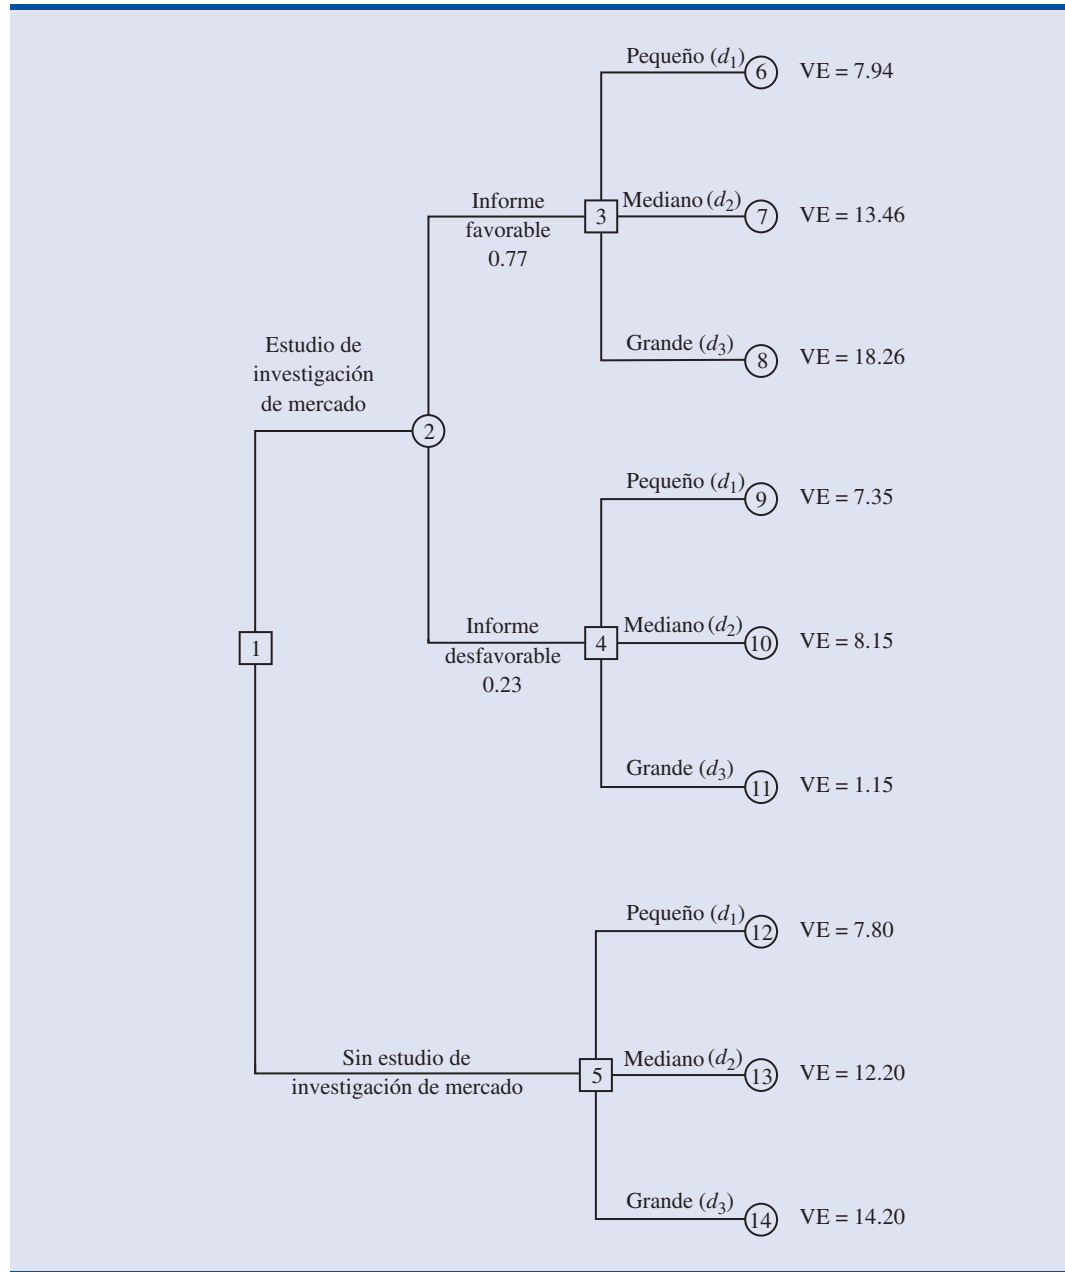 Pequeño (d1)
6
VE = 7.94
Informe
favorable
0.77
3
Mediano (d2)
7
VE = 13.46
Grande (d3)
8
VE = 18.26
Estudio de
investigación
de mercado
2
Pequeño (d1)
9
VE = 7.35
1
Informe
desfavorable
0.23
4
Mediano (d2)
10
VE = 8.15
Grande (d3)
11
VE = 1.15
Pequeño (d1)
12
VE = 7.80
Sin estudio de
investigación de mercado
5
Mediano (d2)
13
VE = 12.20
Grande (d3)
14
VE = 14.20